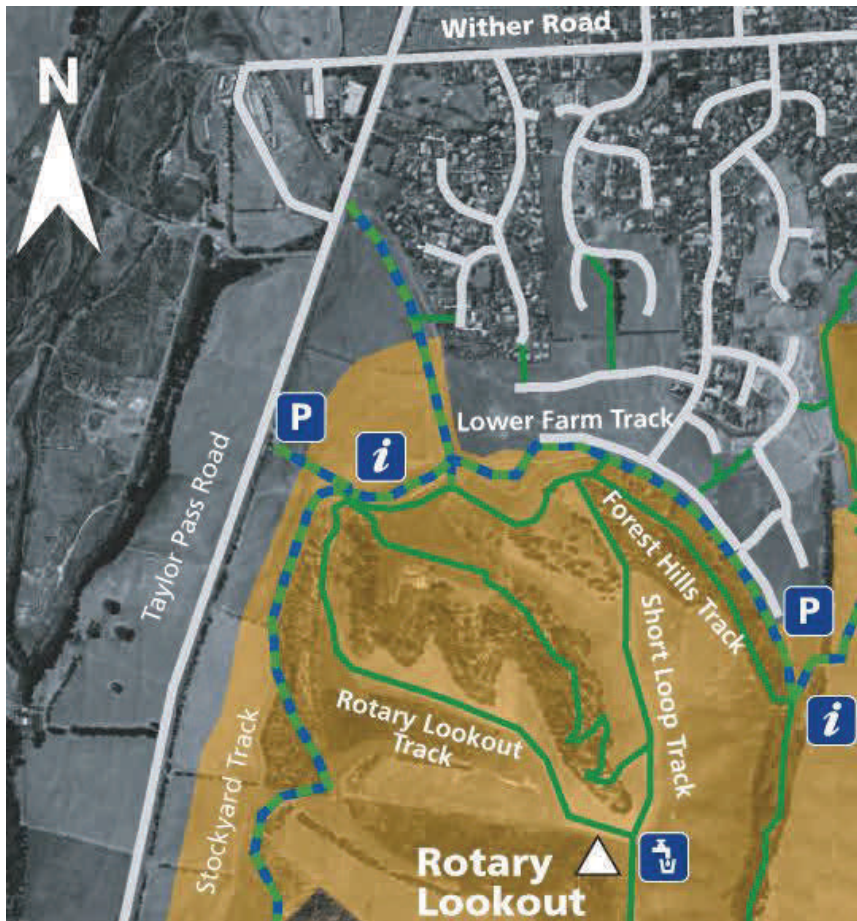 Wither Road
N
P
i
Lower Farm Track
Taylor Pass Road
Forest Hills Track
P
Short Loop Track
i
Rotary Lookout
Track
Stockyard Track
Rotary
Lookout